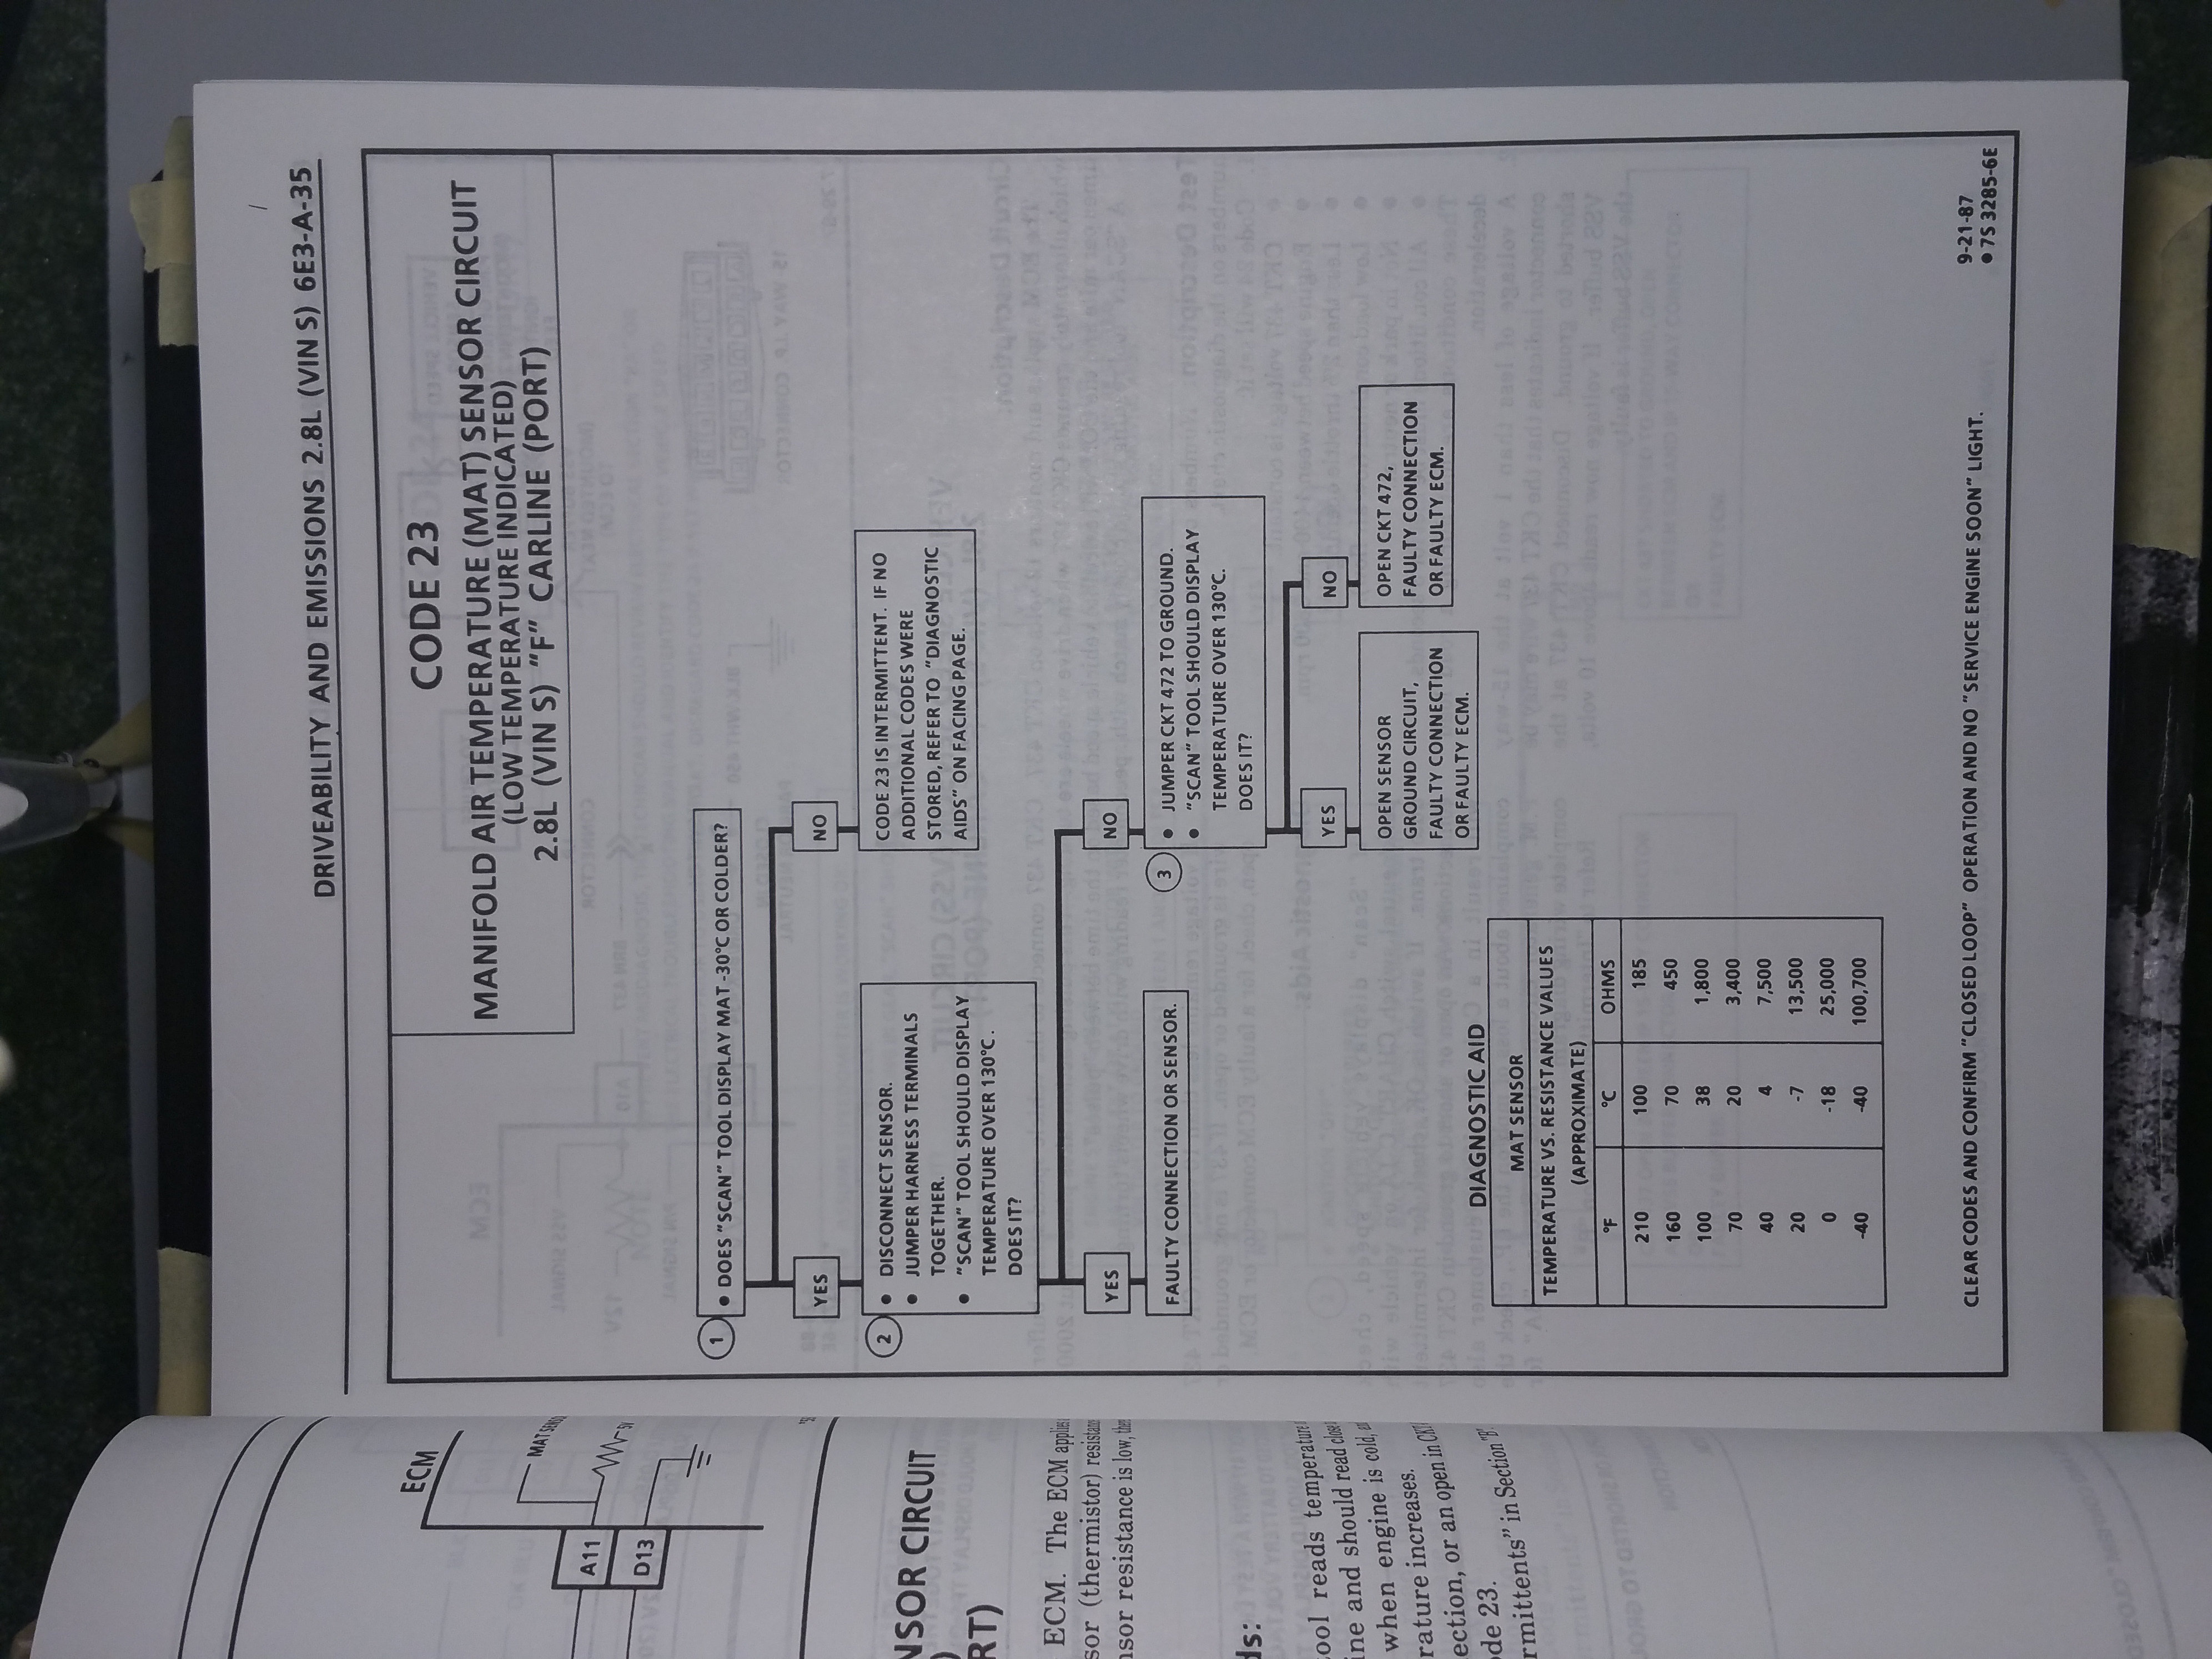 DRIVEABILITY AND EMISSIONS 2.8L (VIN S) 6E3-A-35
CODE 23
MANIFOLD AIR TEMPERATURE (MAT) SENSOR CIRCUIT
(LOW TEMPERATURE INDICATED)
2.8L (VIN S) "F" CARLINE (PORT)
1
• DOES "SCAN" TOOL DISPLAY MAT -30°C OR COLDER?
YES
NO
2
• DISCONNECT SENSOR.
• JUMPER HARNESS TERMINALS
TOGETHER.
• "SCAN" TOOL SHOULD DISPLAY
TEMPERATURE OVER 130°C.
DOES IT?
CODE 23 IS INTERMITTENT. IF NO
ADDITIONAL CODES WERE
STORED, REFER TO "DIAGNOSTIC
AIDS" ON FACING PAGE.
YES
NO
FAULTY CONNECTION OR SENSOR.
3
• JUMPER CKT 472 TO GROUND.
• "SCAN" TOOL SHOULD DISPLAY
TEMPERATURE OVER 130°C.
DOES IT?
YES
NO
OPEN SENSOR
GROUND CIRCUIT,
FAULTY CONNECTION
OR FAULTY ECM.
OPEN CKT 472,
FAULTY CONNECTION
OR FAULTY ECM.
DIAGNOSTIC AID
MAT SENSOR
TEMPERATURE VS. RESISTANCE VALUES
(APPROXIMATE)
°F °C OHMS
210 100 185
160 70 450
100 38 1,800
70 20 3,400
40 4 7,500
20 -7 13,500
0 -18 25,000
-40 -40 100,700
CLEAR CODES AND CONFIRM "CLOSED LOOP" OPERATION AND NO "SERVICE ENGINE SOON" LIGHT.
9-21-87
• 7S 3285-6E
ECM
MAT SENSO
5V
A11
D13
NSOR CIRCUIT
)
RT)
ECM. The ECM applies
sor (thermistor) resistanc
nsor resistance is low, then
ds:
ool reads temperature
ine and should read close
when engine is cold, an
rature increases.
ection, or an open in CKT
ode 23.
rmittents" in Section "B"